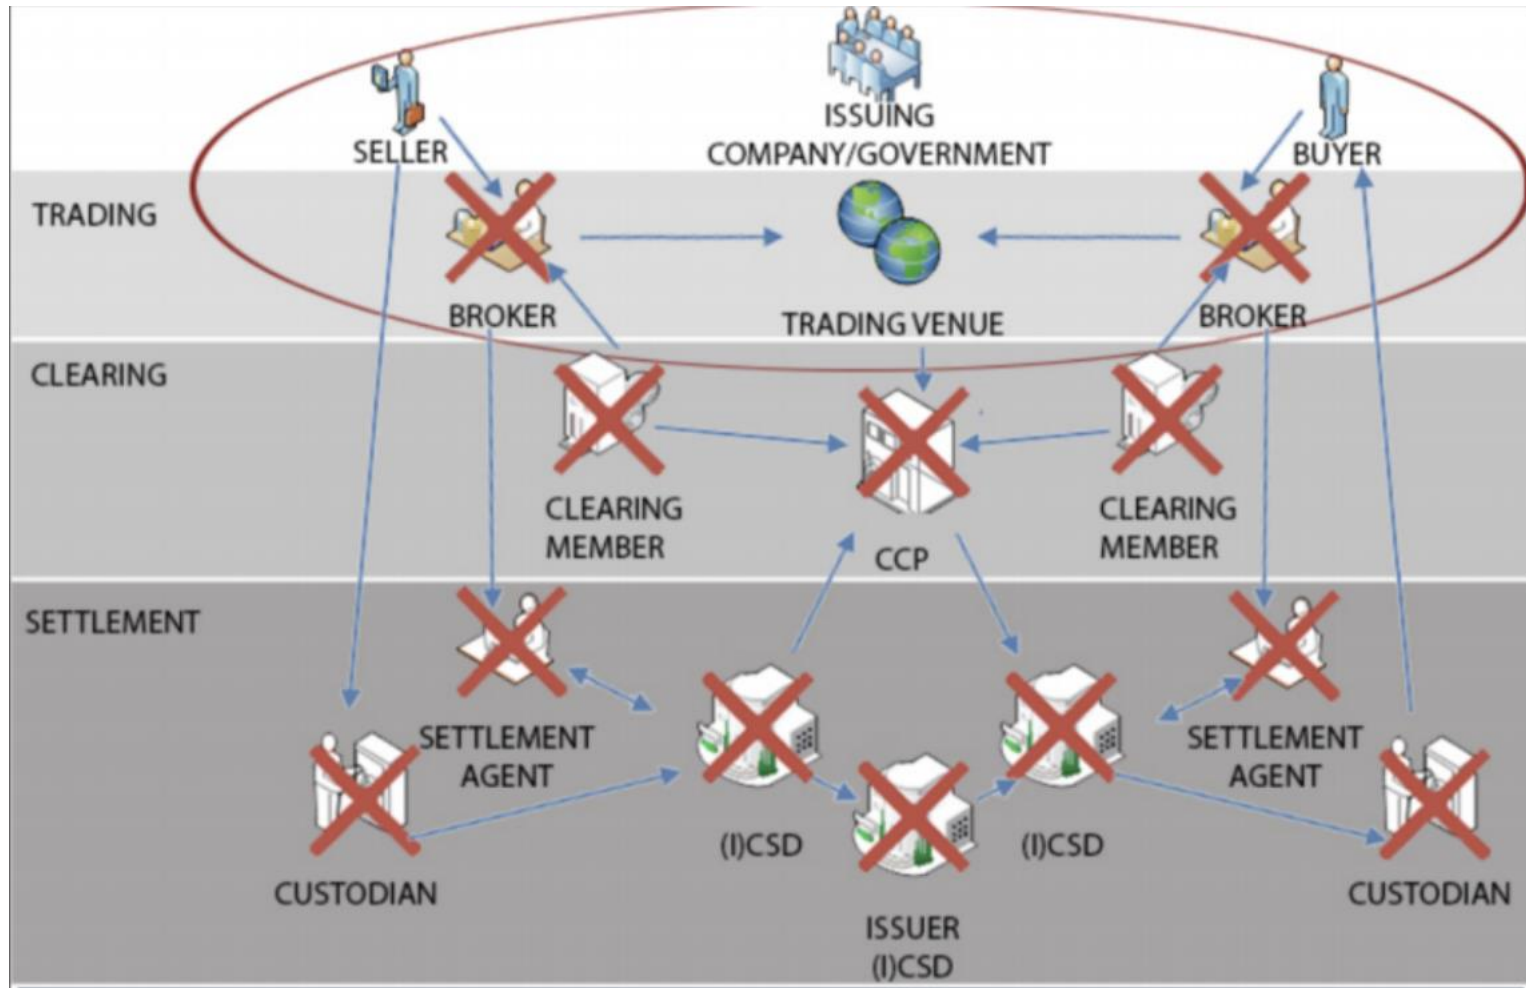 ISSUING
COMPANY/GOVERNMENT
SELLER
BUYER
TRADING
BROKER
TRADING VENUE
BROKER
CLEARING
CLEARING
MEMBER
CCP
CLEARING
MEMBER
SETTLEMENT
SETTLEMENT
AGENT
SETTLEMENT
AGENT
(I)CSD
(I)CSD
CUSTODIAN
CUSTODIAN
ISSUER
(I)CSD